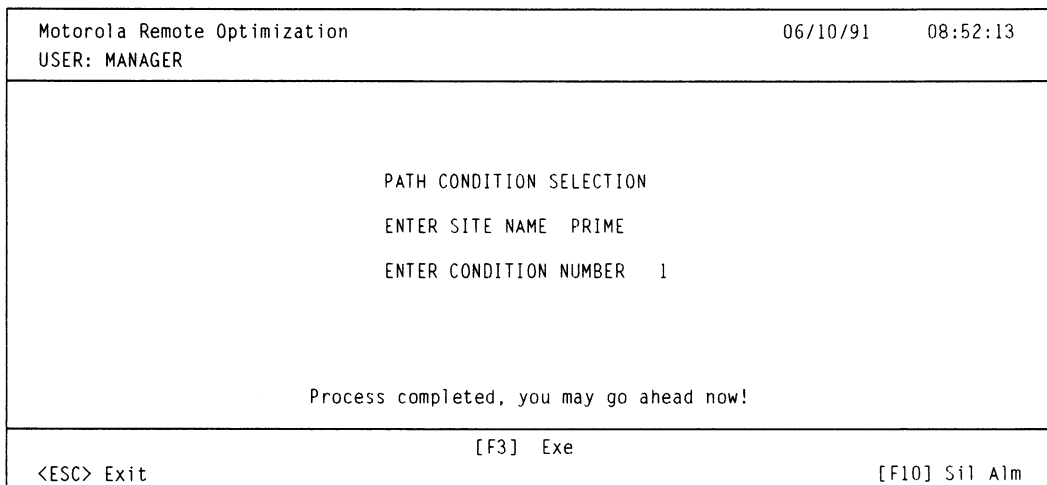 Motorola Remote Optimization 06/10/91 08:52:13
USER: MANAGER
PATH CONDITION SELECTION
ENTER SITE NAME PRIME
ENTER CONDITION NUMBER 1
Process completed, you may go ahead now!
[F3] Exe
<ESC> Exit [F10] Sil Alm